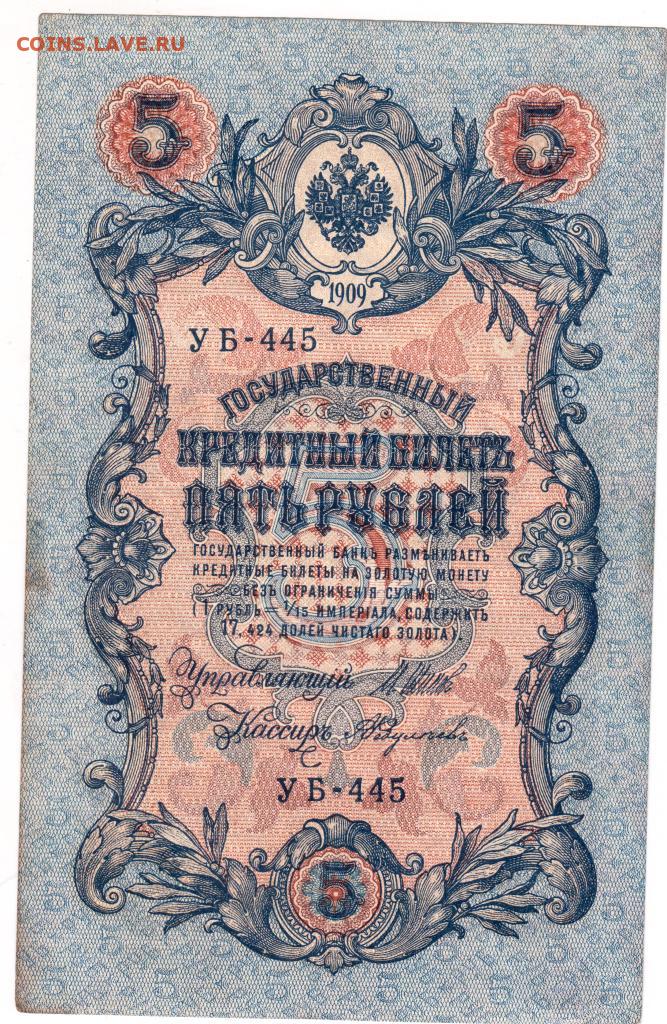 COINS.LAVE.RU
5 5
1909
УБ-445
ГОСУДАРСТВЕННЫЙ
КРЕДИТНЫЙ БИЛЕТЪ
ПЯТЬ РУБЛЕЙ
5
ГОСУДАРСТВЕННЫЙ БАНКЪ РАЗМѢНИВАЕТЪ
КРЕДИТНЫЕ БИЛЕТЫ НА ЗОЛОТУЮ МОНЕТУ
БЕЗЪ ОГРАНИЧЕНІЯ СУММЫ
(1 РУБЛЬ = 1/15 ИМПЕРІАЛА, СОДЕРЖИТЪ
17,424 ДОЛЕЙ ЧИСТАГО ЗОЛОТА).
Управляющій
Кассиръ
УБ-445
5